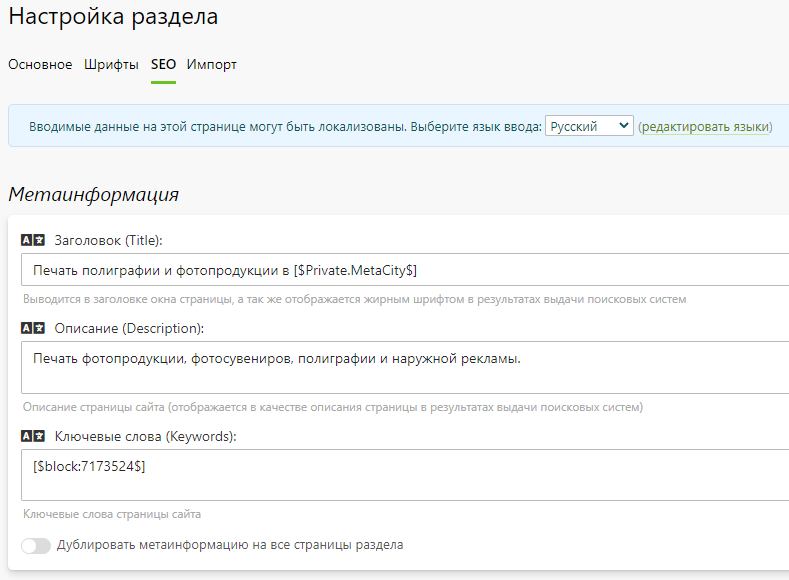 Настройка раздела
Основное Шрифты SEO Импорт
Вводимые данные на этой странице могут быть локализованы. Выберите язык ввода: Русский (редактировать языки)
Метаинформация
Заголовок (Title):
Печать полиграфии и фотопродукции в [$Private.MetaCity$]
Выводится в заголовке окна страницы, а так же отображается жирным шрифтом в результатах выдачи поисковых систем
Описание (Description):
Печать фотопродукции, фотосувениров, полиграфии и наружной рекламы.
Описание страницы сайта (отображается в качестве описания страницы в результатах выдачи поисковых систем)
Ключевые слова (Keywords):
[$block:7173524$]
Ключевые слова страницы сайта
Дублировать метаинформацию на все страницы раздела